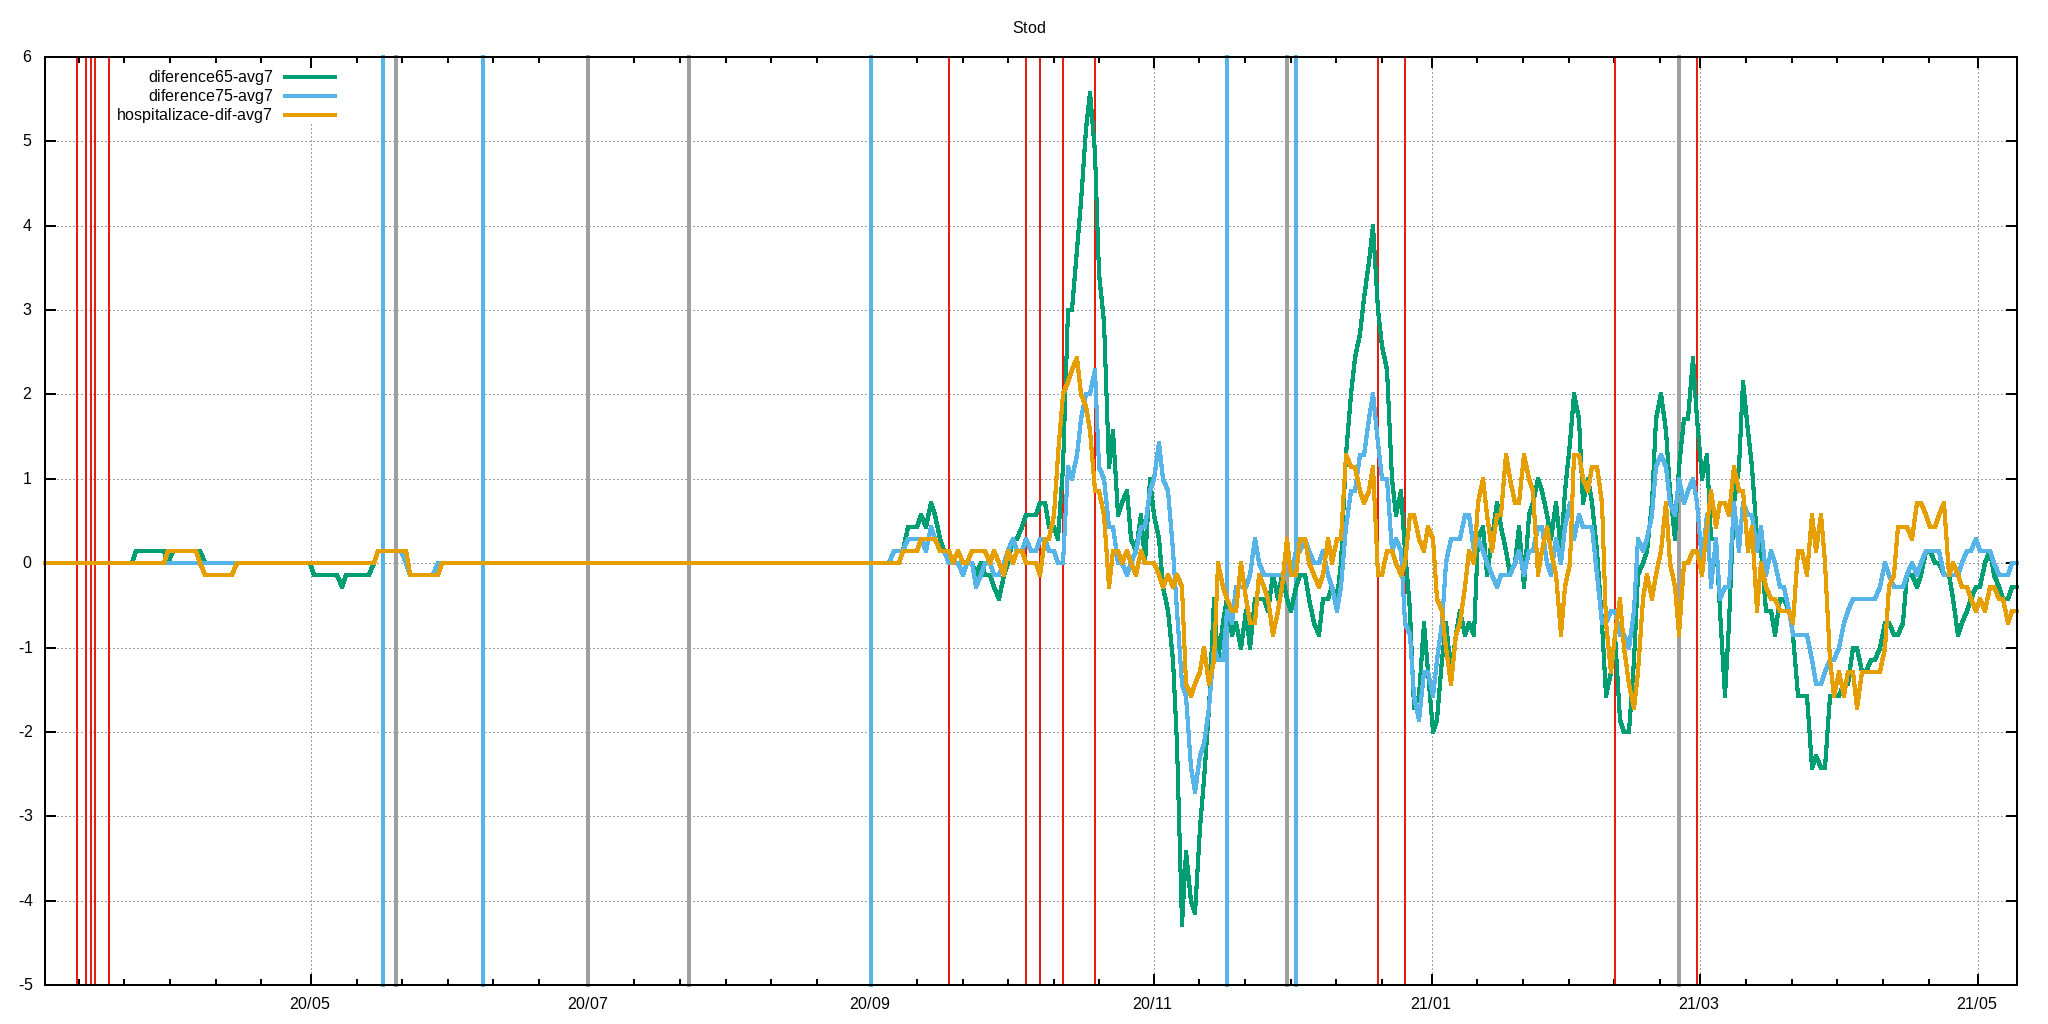 Stod
diference65-avg7
diference75-avg7
hospitalizace-dif-avg7
6
5
4
3
2
1
0
-1
-2
-3
-4
-5
20/05 20/07 20/09 20/11 21/01 21/03 21/05